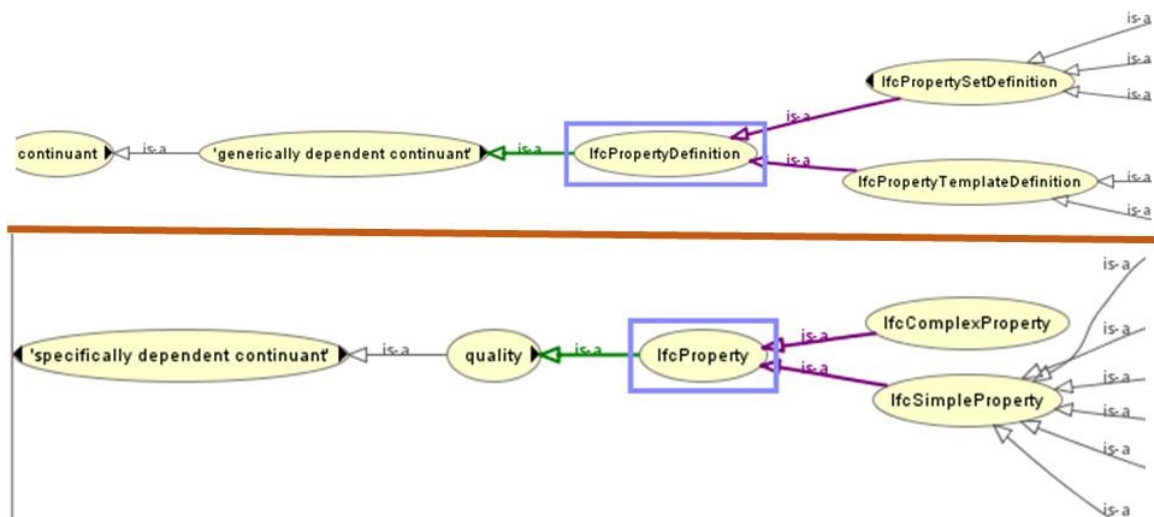 is-a
is-a
IfcPropertySetDefinition
is-a
is-a
continuant
is-a
'generically dependent continuant'
is-a
IfcPropertyDefinition
is-a
IfcPropertyTemplateDefinition
is-a
is-a
is-a
IfcComplexProperty
is-a
is-a
'specifically dependent continuant'
is-a
quality
is-a
IfcProperty
is-a
IfcSimpleProperty
is-a
is-a
is-a
is-a